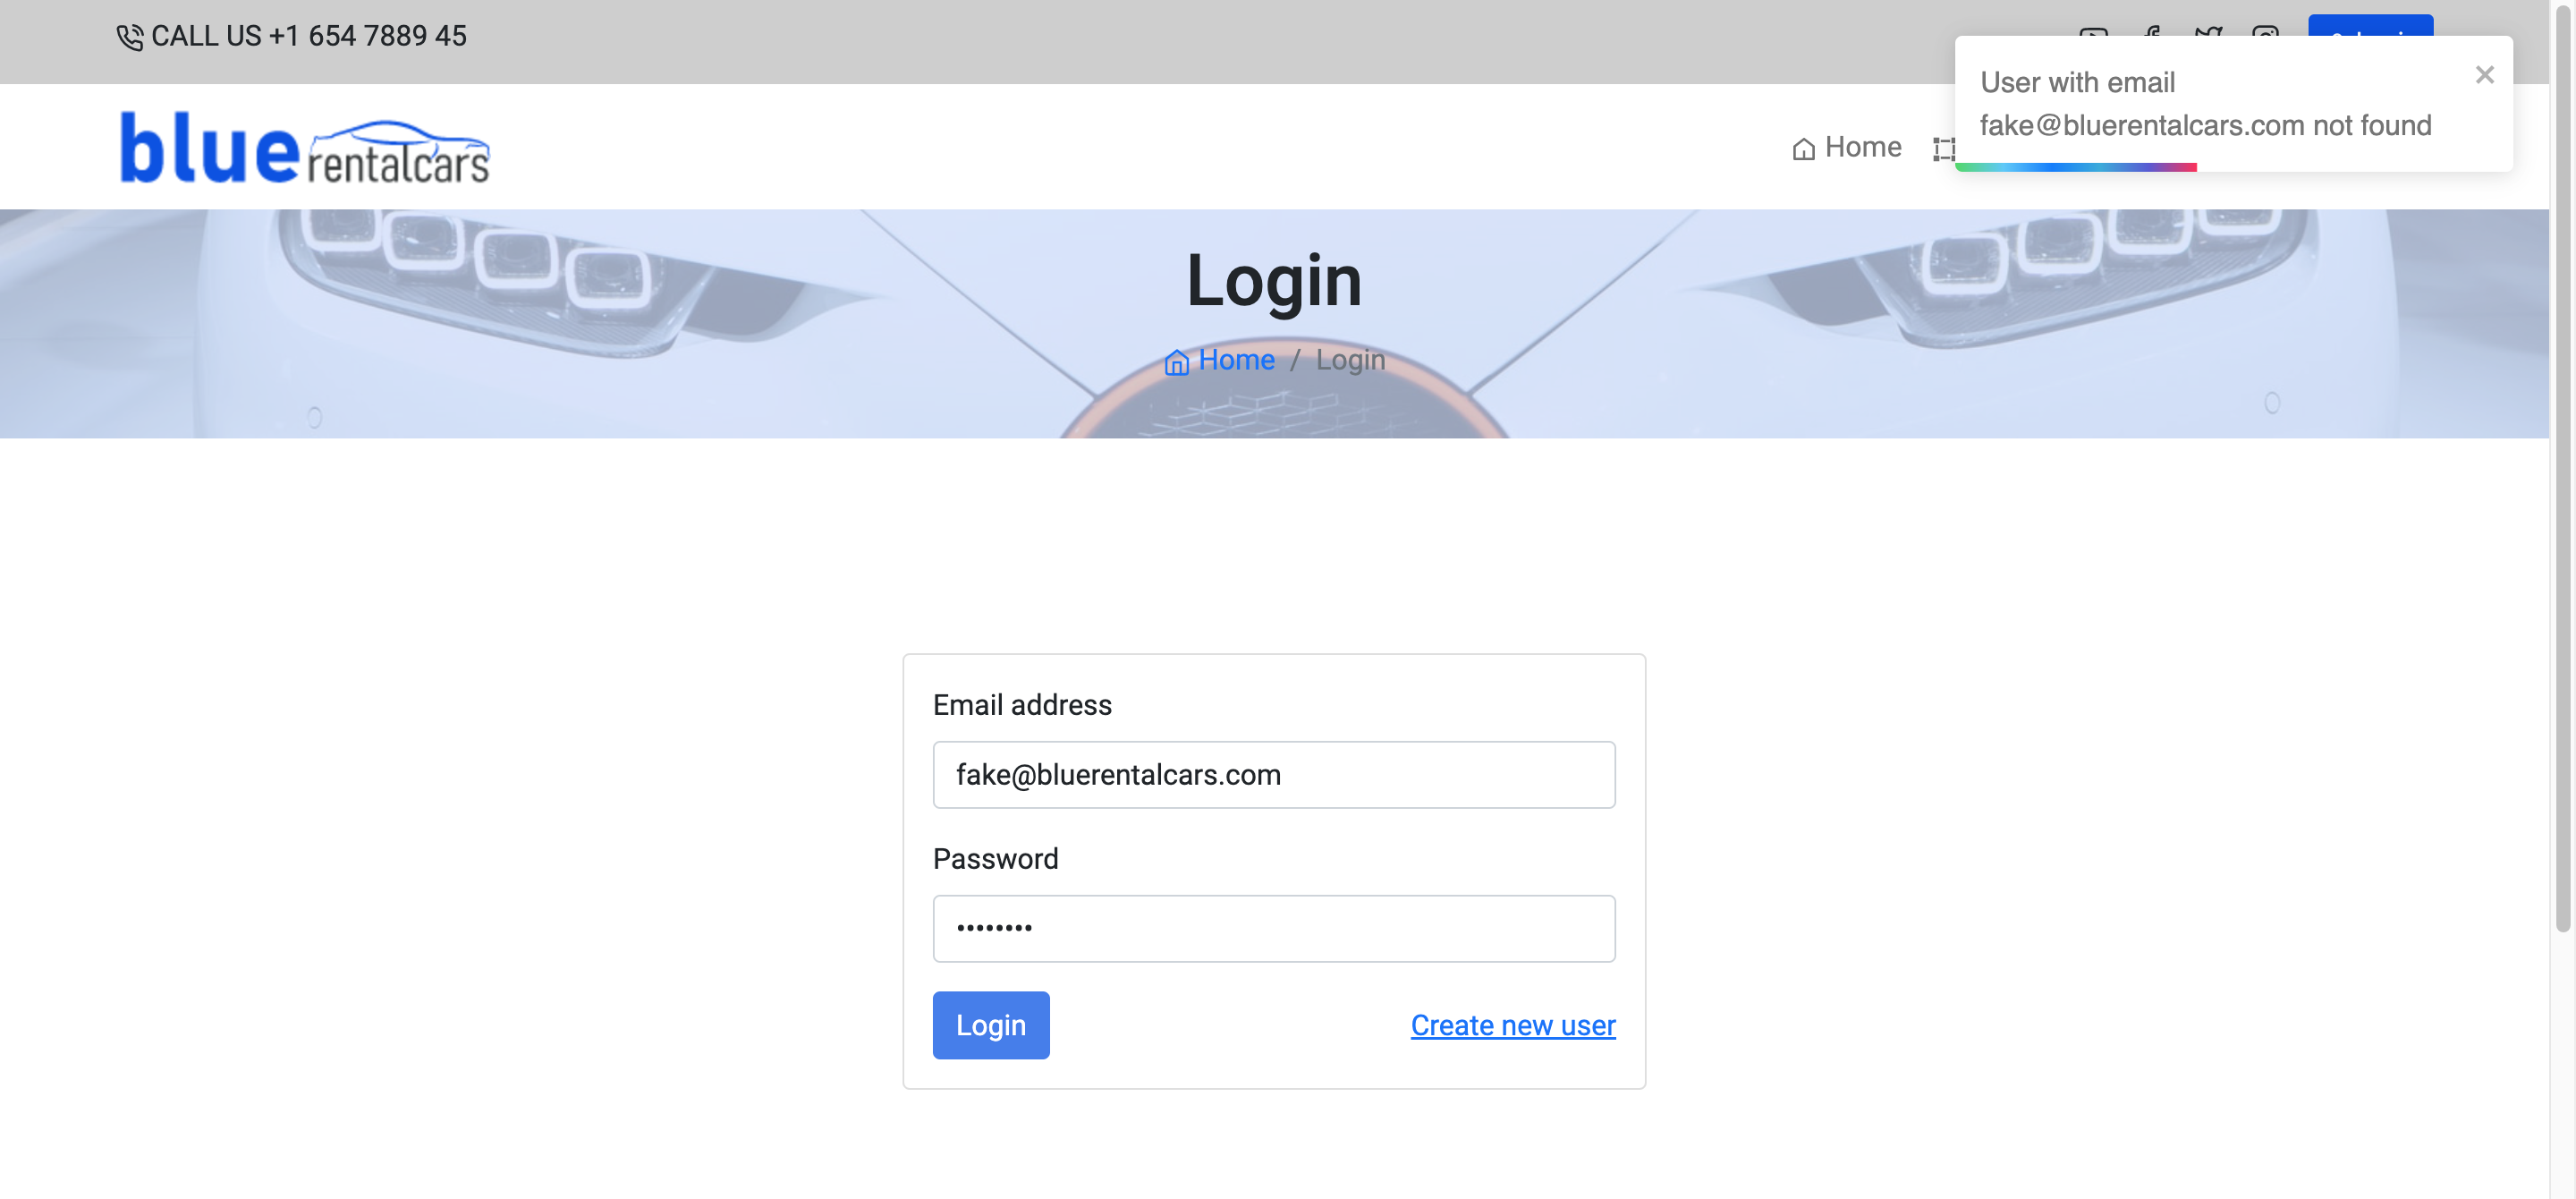 CALL US +1 654 7889 45
User with email
fake@bluerentalcars.com not found
blue rentalcars
Home
Login
Home / Login
Email address
fake@bluerentalcars.com
Password
••••••••
Login
Create new user